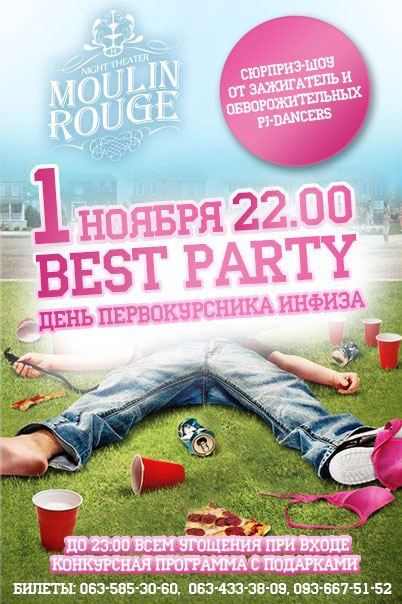 NIGHT THEATER
MOULIN
ROUGE
СЮРПРИЗ-ШОУ
ОТ ЗАЖИГАТЕЛЬ И
ОБВОРОЖИТЕЛЬНЫХ
PJ-DANCERS
1 НОЯБРЯ 22.00
BEST PARTY
ДЕНЬ ПЕРВОКУРСНИКА ИНФИЗА
ДО 23:00 ВСЕМ УГОЩЕНИЯ ПРИ ВХОДЕ
КОНКУРСНАЯ ПРОГРАММА С ПОДАРКАМИ
БИЛЕТЫ: 063-585-30-60, 063-433-38-09, 093-667-51-52